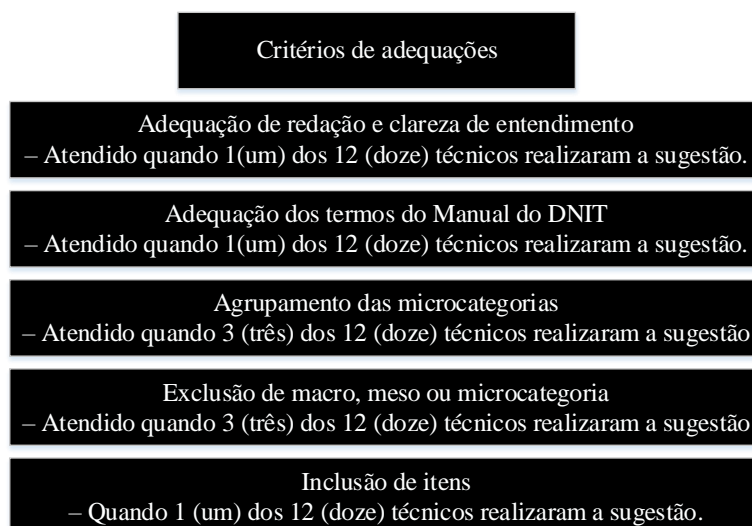 Critérios de adequações
Adequação de redação e clareza de entendimento
– Atendido quando 1(um) dos 12 (doze) técnicos realizaram a sugestão.
Adequação dos termos do Manual do DNIT
– Atendido quando 1(um) dos 12 (doze) técnicos realizaram a sugestão.
Agrupamento das microcategorias
– Atendido quando 3 (três) dos 12 (doze) técnicos realizaram a sugestão
Exclusão de macro, meso ou microcategoria
– Atendido quando 3 (três) dos 12 (doze) técnicos realizaram a sugestão
Inclusão de itens
– Quando 1 (um) dos 12 (doze) técnicos realizaram a sugestão.